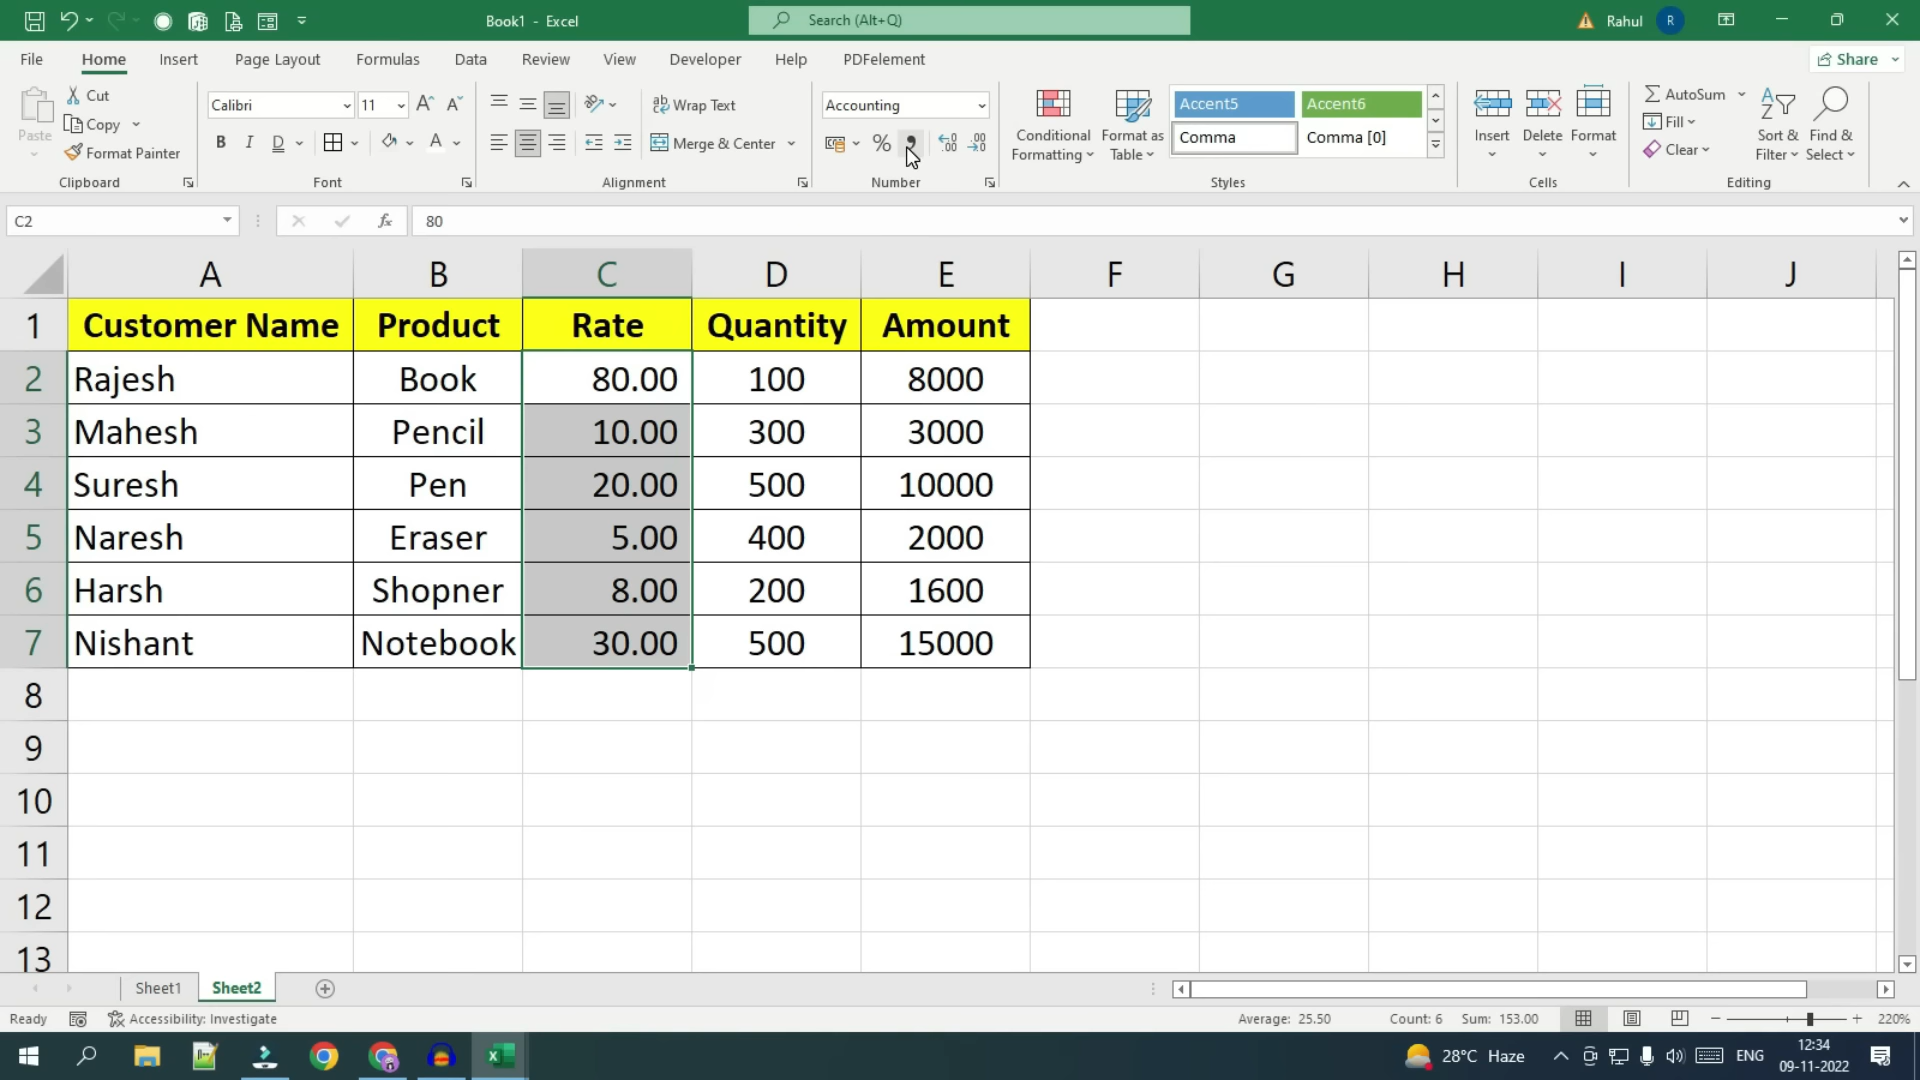 Book1 - Excel
Search (Alt+Q)
Rahul
R
File
Home
Insert
Page Layout
Formulas
Data
Review
View
Developer
Help
PDFelement
Share
Paste
Cut
Copy
Format Painter
Clipboard
Calibri
11
B I D
Font
Wrap Text
Merge & Center
Alignment
Accounting
%
Number
Conditional
Formatting
Format as
Table
Accent5
Accent6
Comma
Comma [0]
Styles
Insert
Delete
Format
Cells
AutoSum
Fill
Clear
Sort &
Filter
Find &
Select
Editing
C2
fx
80
A B C D E F G H I J
1 Customer Name Product Rate Quantity Amount
2 Rajesh Book 80.00 100 8000
3 Mahesh Pencil 10.00 300 3000
4 Suresh Pen 20.00 500 10000
5 Naresh Eraser 5.00 400 2000
6 Harsh Shopner 8.00 200 1600
7 Nishant Notebook 30.00 500 15000
8
9
10
11
12
13
Sheet1
Sheet2
Ready
Accessibility: Investigate
Average: 25.50
Count: 6
Sum: 153.00
220%
28°C Haze
ENG
12:34
09-11-2022